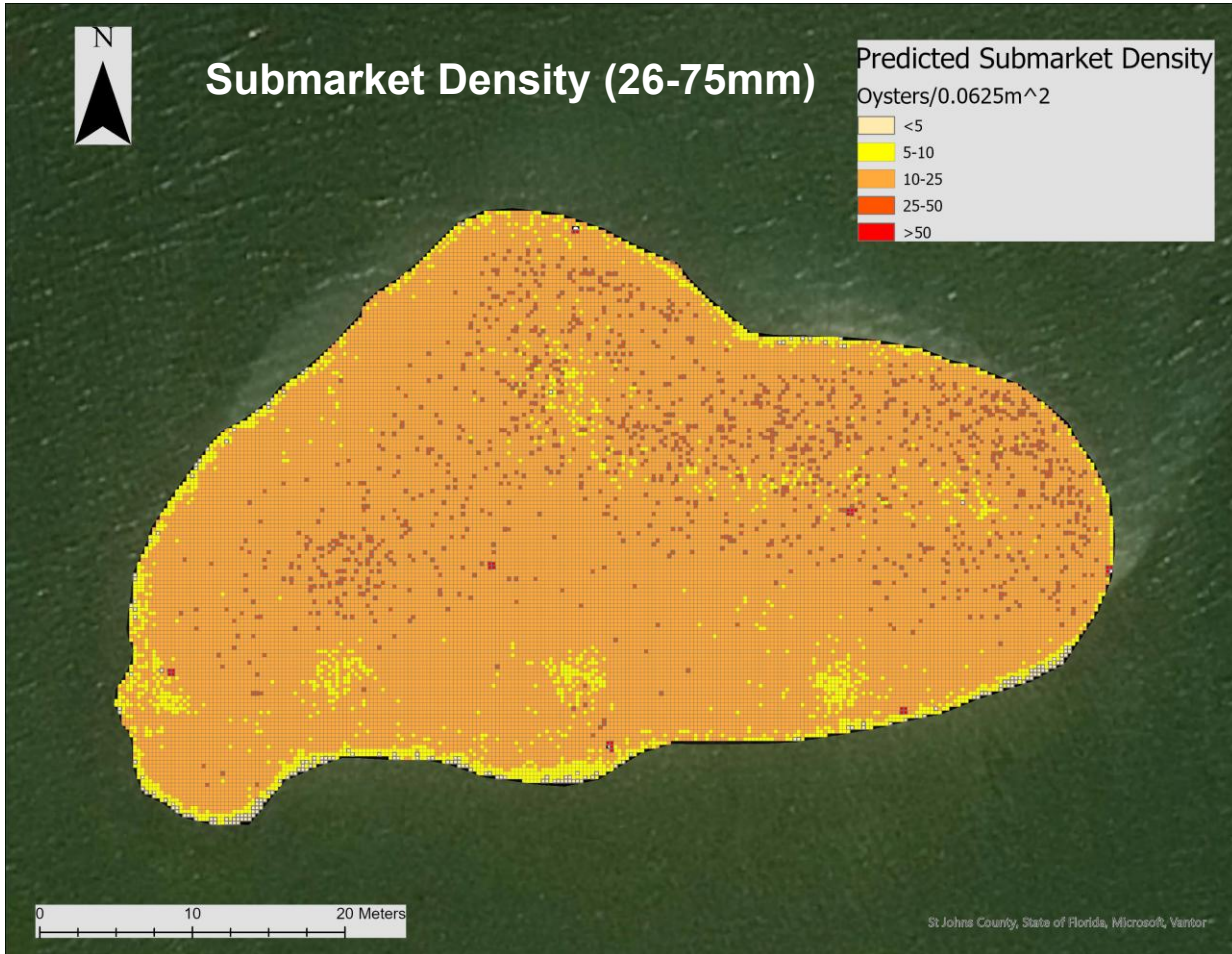 N
Submarket Density (26-75mm)
Predicted Submarket Density
Oysters/0.0625m^2
<5
5-10
10-25
25-50
>50
0 10 20 Meters
St Johns County, State of Florida, Microsoft, Vantor